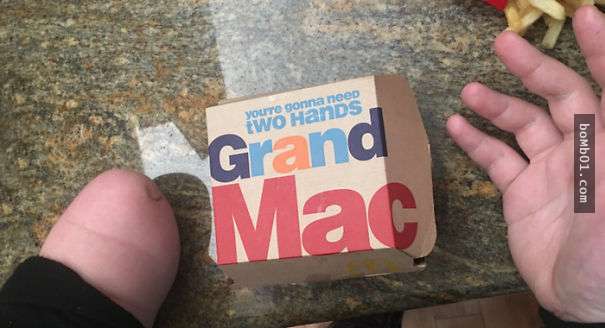 you're gonna need
two Hands
Grand
Mac
boMb01.com